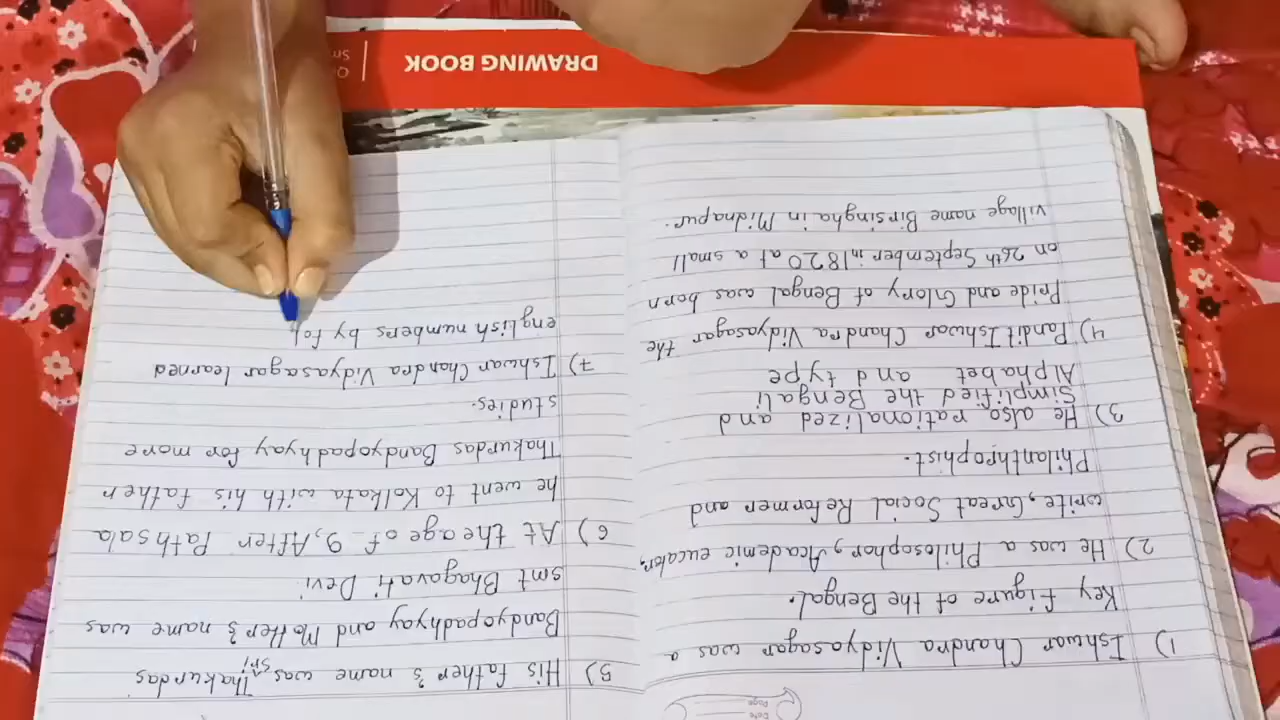 DRAWING BOOK
Date
Page
1) Ishwar Chandra Vidyasagar was a
Key figure of the Bengal.
2) He was a Philosopher, Academic eucator,
write, Great Social Reformer and
Philanthrophist.
3) He also rationalized and
Simplified the Bengali
Alphabet and type
4) Pandit Ishwar Chandra Vidyasagar the
Pride and Glory of Bengal was born
on 26th September in 1820 at a small
village name Birsingha in Midnapur.
5) His father's name was Sri Thakurdas
Bandyopadhyay and Mother's name was
smt Bhagavati Devi
6) At the age of 9, After Pathsala
he went to Kolkata with his father
Thakurdas Bandyopadhyay for more
studies.
7) Ishwar Chandra Vidyasagar learned
english numbers by fol